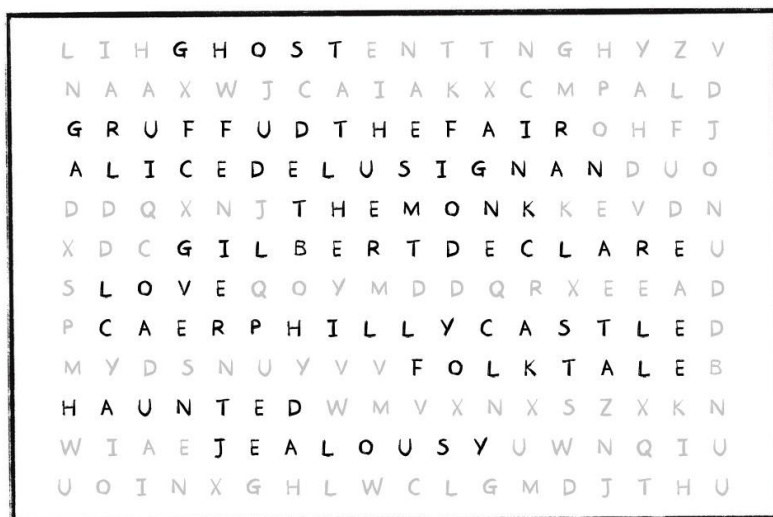 L I H G H O S T E N T T N G H Y Z V
N A A X W J C A I A K X C M P A L D
G R U F F U D T H E F A I R O H F J
A L I C E D E L U S I G N A N D U O
D D Q X N J T H E M O N K K E V D N
X D C G I L B E R T D E C L A R E U
S L O V E Q O Y M D D Q R X E E A D
P C A E R P H I L L Y C A S T L E D
M Y D S N U Y V V F O L K T A L E B
H A U N T E D W M V X N X S Z X K N
W I A E J E A L O U S Y U W N Q I U
U O I N X G H L W C L G M D J T H U